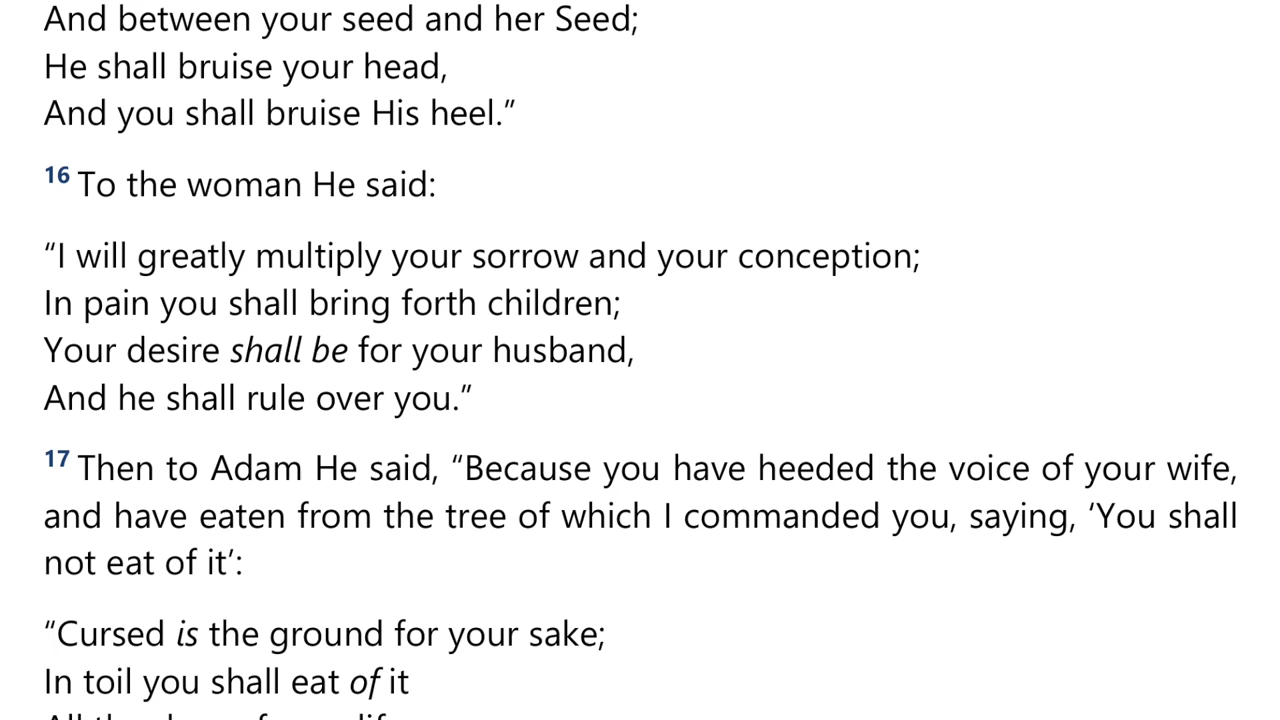 And between your seed and her Seed;
He shall bruise your head,
And you shall bruise His heel.”
16 To the woman He said:
“I will greatly multiply your sorrow and your conception;
In pain you shall bring forth children;
Your desire shall be for your husband,
And he shall rule over you.”
17 Then to Adam He said, “Because you have heeded the voice of your wife,
and have eaten from the tree of which I commanded you, saying, ‘You shall
not eat of it’:
“Cursed is the ground for your sake;
In toil you shall eat of it